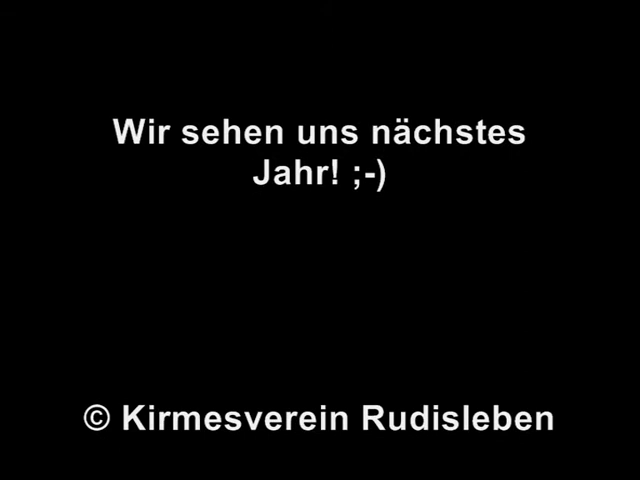 Wir sehen uns nächstes
Jahr! ;-)
© Kirmesverein Rudisleben